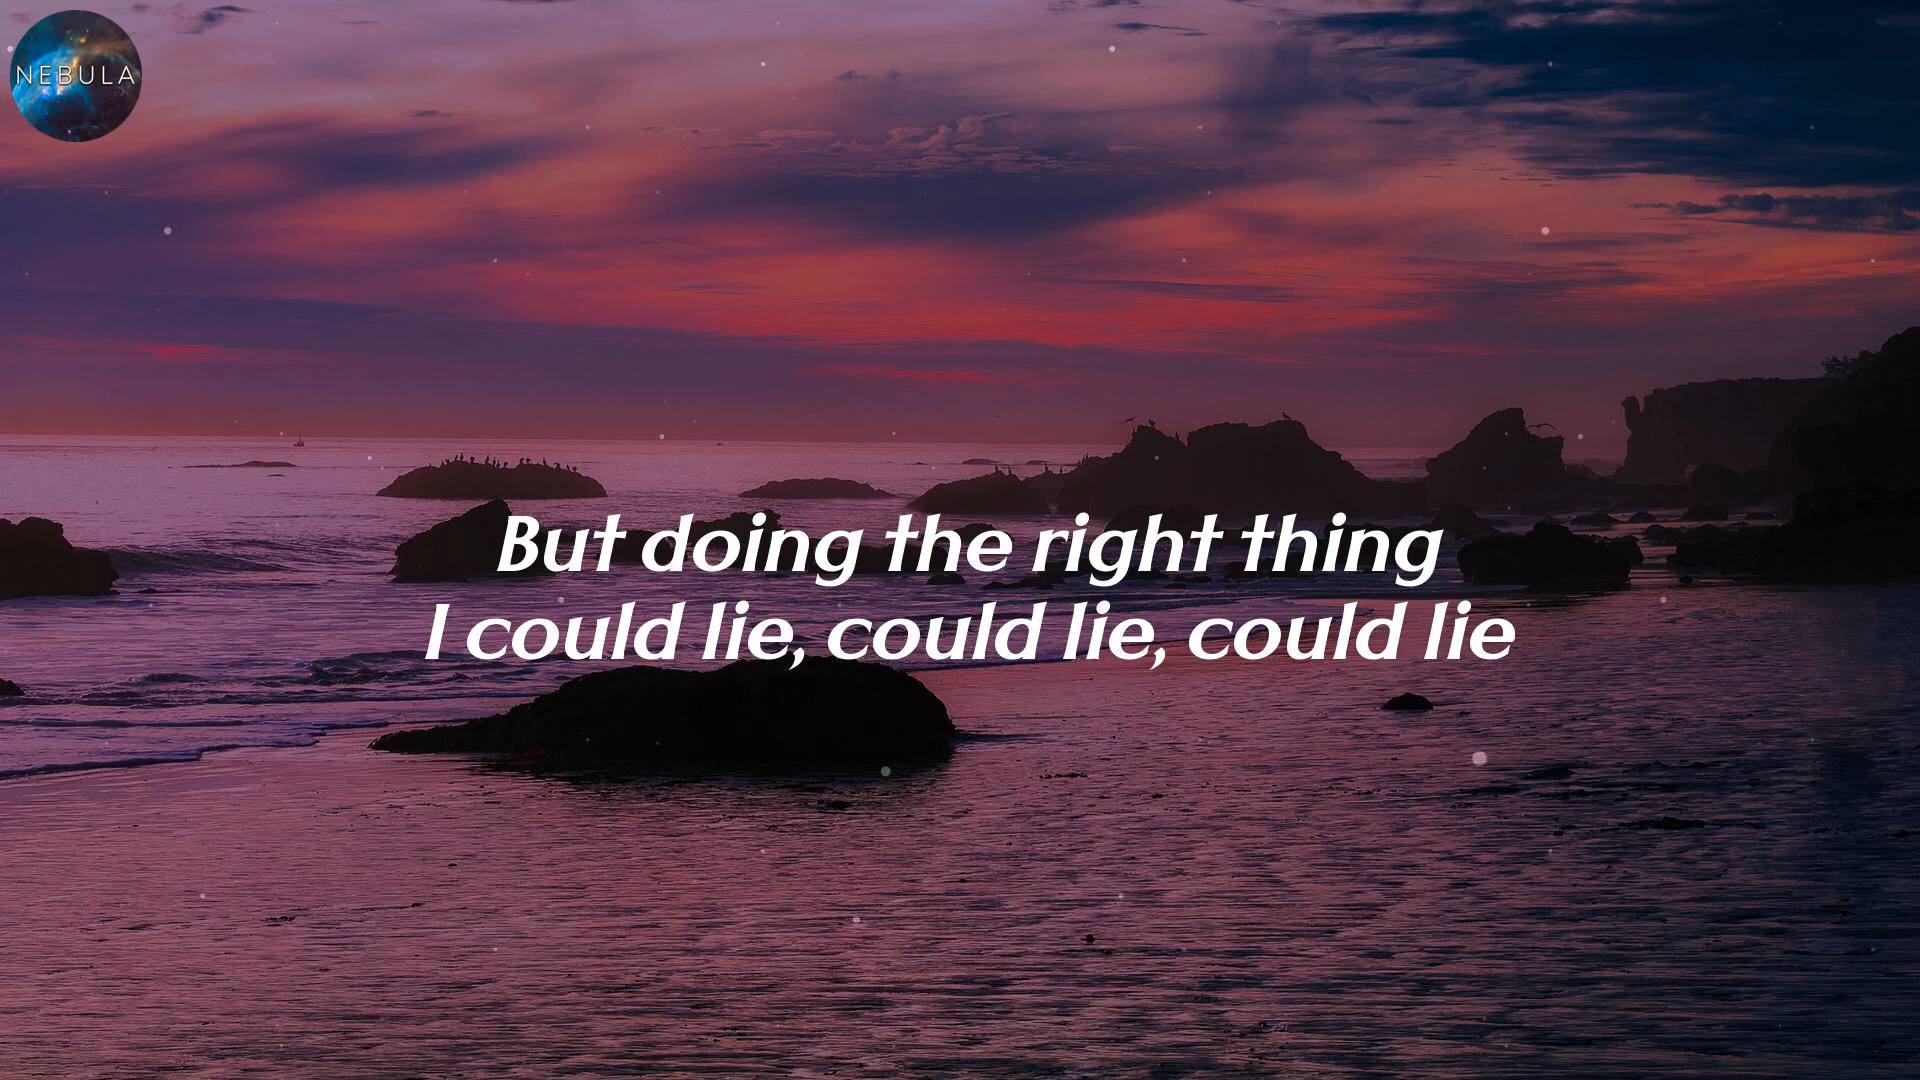 NEBULA
But doing the right thing
I could lie, could lie, could lie